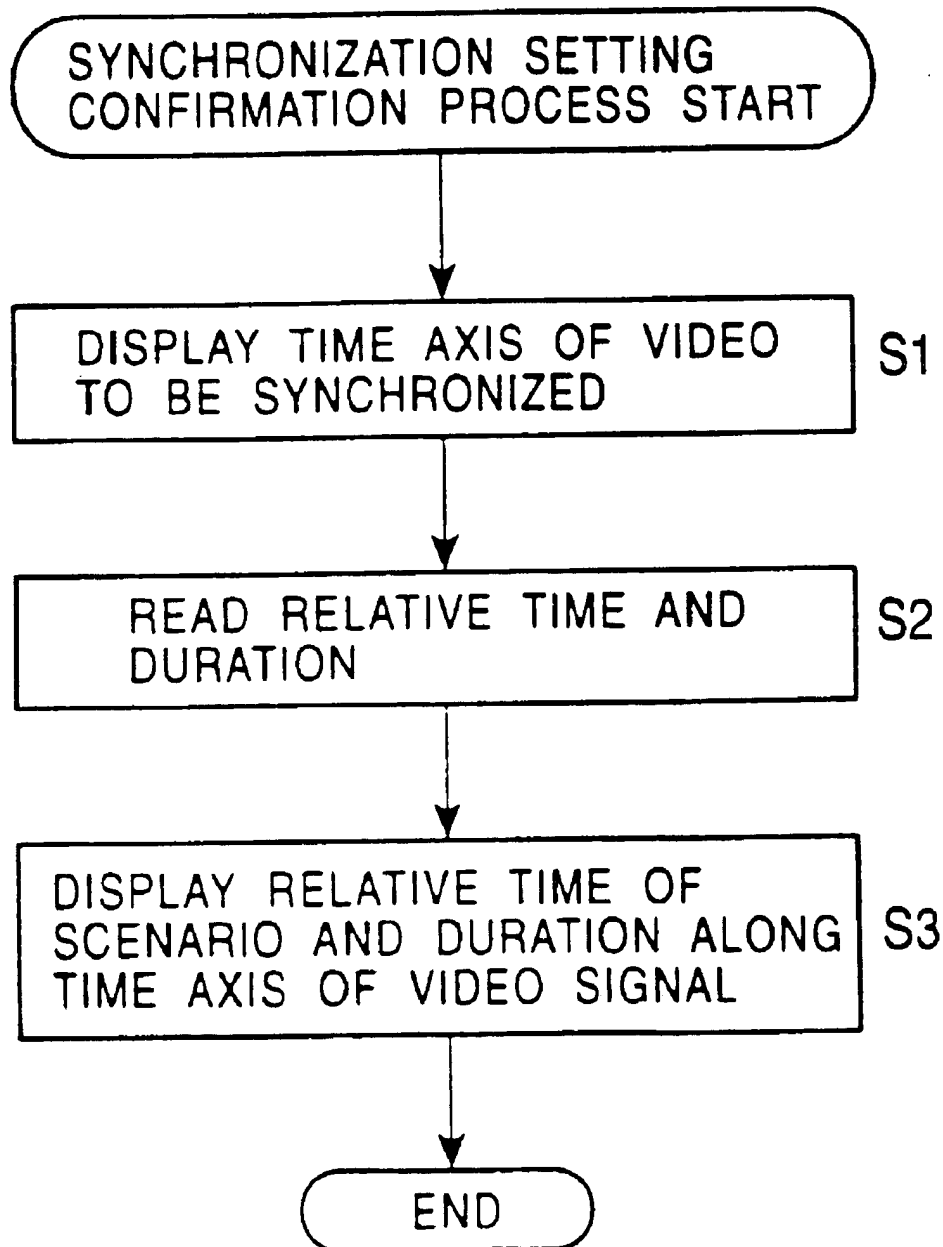 SYNCHRONIZATION SETTING
CONFIRMATION PROCESS START
DISPLAY TIME AXIS OF VIDEO
TO BE SYNCHRONIZED
S1
READ RELATIVE TIME AND
DURATION
S2
DISPLAY RELATIVE TIME OF
SCENARIO AND DURATION ALONG
TIME AXIS OF VIDEO SIGNAL
S3
END